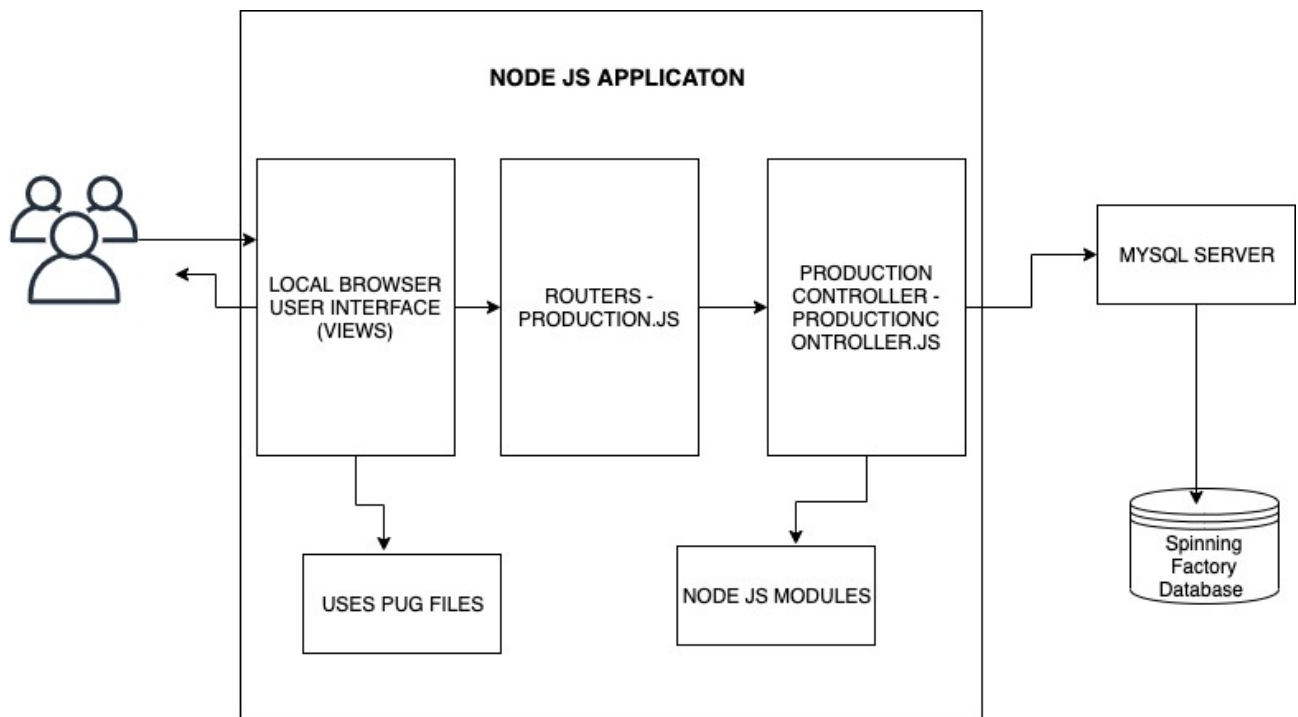 NODE JS APPLICATON
LOCAL BROWSER
USER INTERFACE
(VIEWS)
ROUTERS -
PRODUCTION.JS
PRODUCTION
CONTROLLER -
PRODUCTIONC
ONTROLLER.JS
MYSQL SERVER
USES PUG FILES
NODE JS MODULES
Spinning
Factory
Database